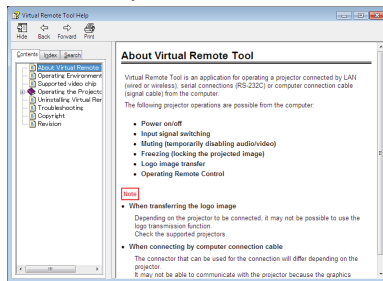 Virtual Remote Tool Help
Hide Back Forward Print
Contents Index Search
About Virtual Remote
Operating Environment
Supported video chip
Operating the Projecto
Uninstalling Virtual Rer
Troubleshooting
Copyright
Revision
About Virtual Remote Tool
Virtual Remote Tool is an application for operating a projector connected by LAN
(wired or wireless), serial connections (RS-232C) or computer connection cable
(signal cable) from the computer.
The following projector operations are possible from the computer:
• Power on/off
• Input signal switching
• Muting (temporarily disabling audio/video)
• Freezing (locking the projected image)
• Logo image transfer
• Operating Remote Control
Note
• When transferring the logo image
Depending on the projector to be connected, it may not be possible to use the
logo transmission function.
Check the supported projectors.
• When connecting by computer connection cable
The connector that can be used for the connection will differ depending on the
projector.
It may not be able to communicate with the projector because the graphics